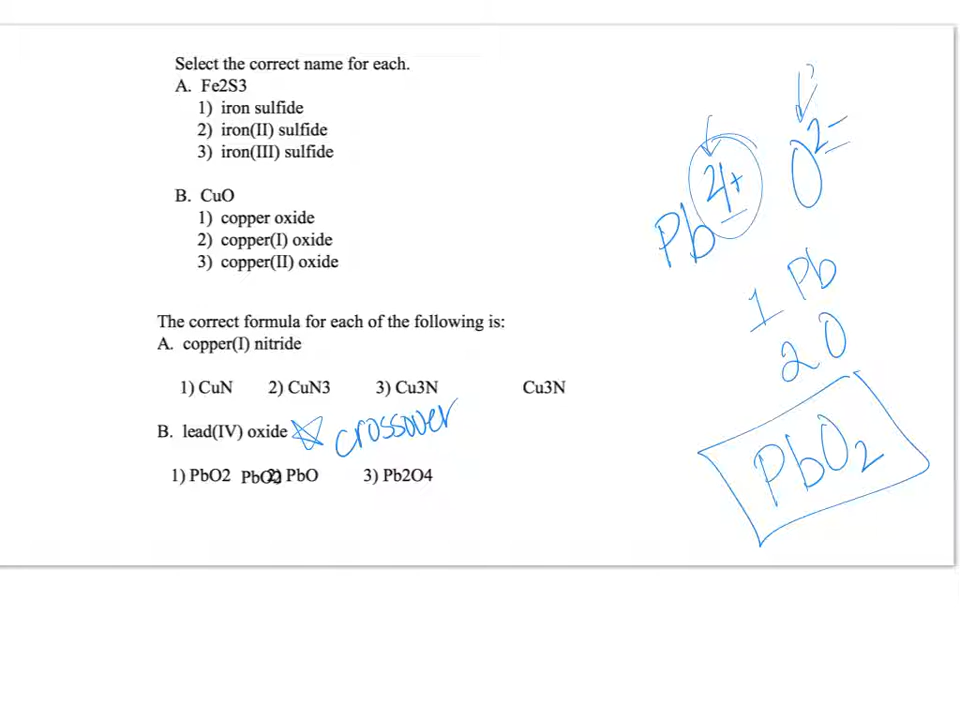 Select the correct name for each.
A. Fe2S3
1) iron sulfide
2) iron(II) sulfide
3) iron(III) sulfide
B. CuO
1) copper oxide
2) copper(I) oxide
3) copper(II) oxide
The correct formula for each of the following is:
A. copper(I) nitride
1) CuN 2) CuN3 3) Cu3N Cu3N
B. lead(IV) oxide crossover
1) PbO2 PbO2 2) PbO 3) Pb2O4
Pb 4+ O 2-
1 Pb
2 O
PbO2